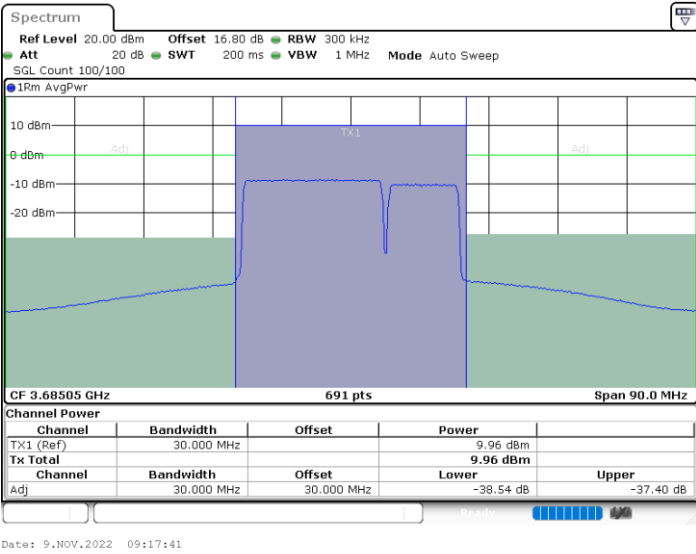 Spectrum
Ref Level 20.00 dBm Offset 16.80 dB RBW 300 kHz
Att 20 dB SWT 200 ms VBW 1 MHz Mode Auto Sweep
SGL Count 100/100
1Rm AvgPwr
10 dBm
TX1
Adj Adj
0 dBm
-10 dBm
-20 dBm
CF 3.68505 GHz 691 pts Span 90.0 MHz
Channel Power
Channel Bandwidth Offset Power
TX1 (Ref) 30.000 MHz 9.96 dBm
Tx Total 9.96 dBm
Channel Bandwidth Offset Lower Upper
Adj 30.000 MHz 30.000 MHz -38.54 dB -37.40 dB
Ready
Date: 9.NOV.2022 09:17:41